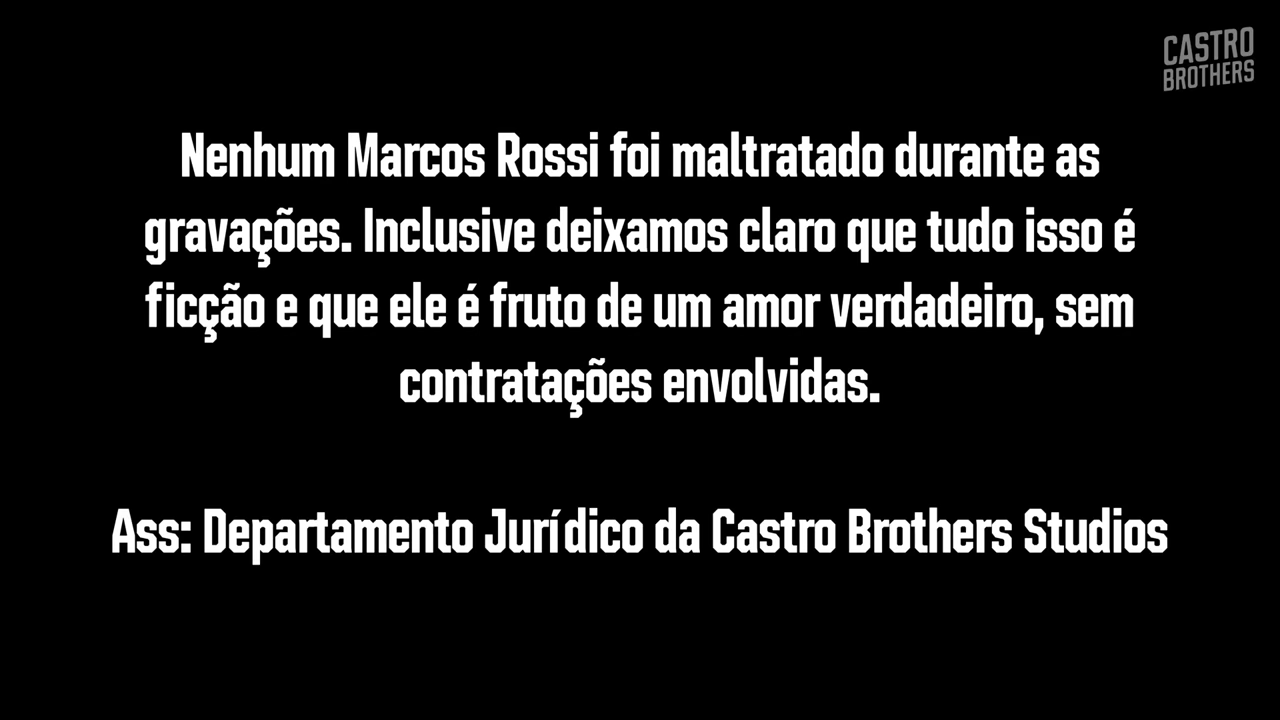 CASTRO
BROTHERS
Nenhum Marcos Rossi foi maltratado durante as
gravações. Inclusive deixamos claro que tudo isso é
ficção e que ele é fruto de um amor verdadeiro, sem
contratações envolvidas.
Ass: Departamento Jurídico da Castro Brothers Studios